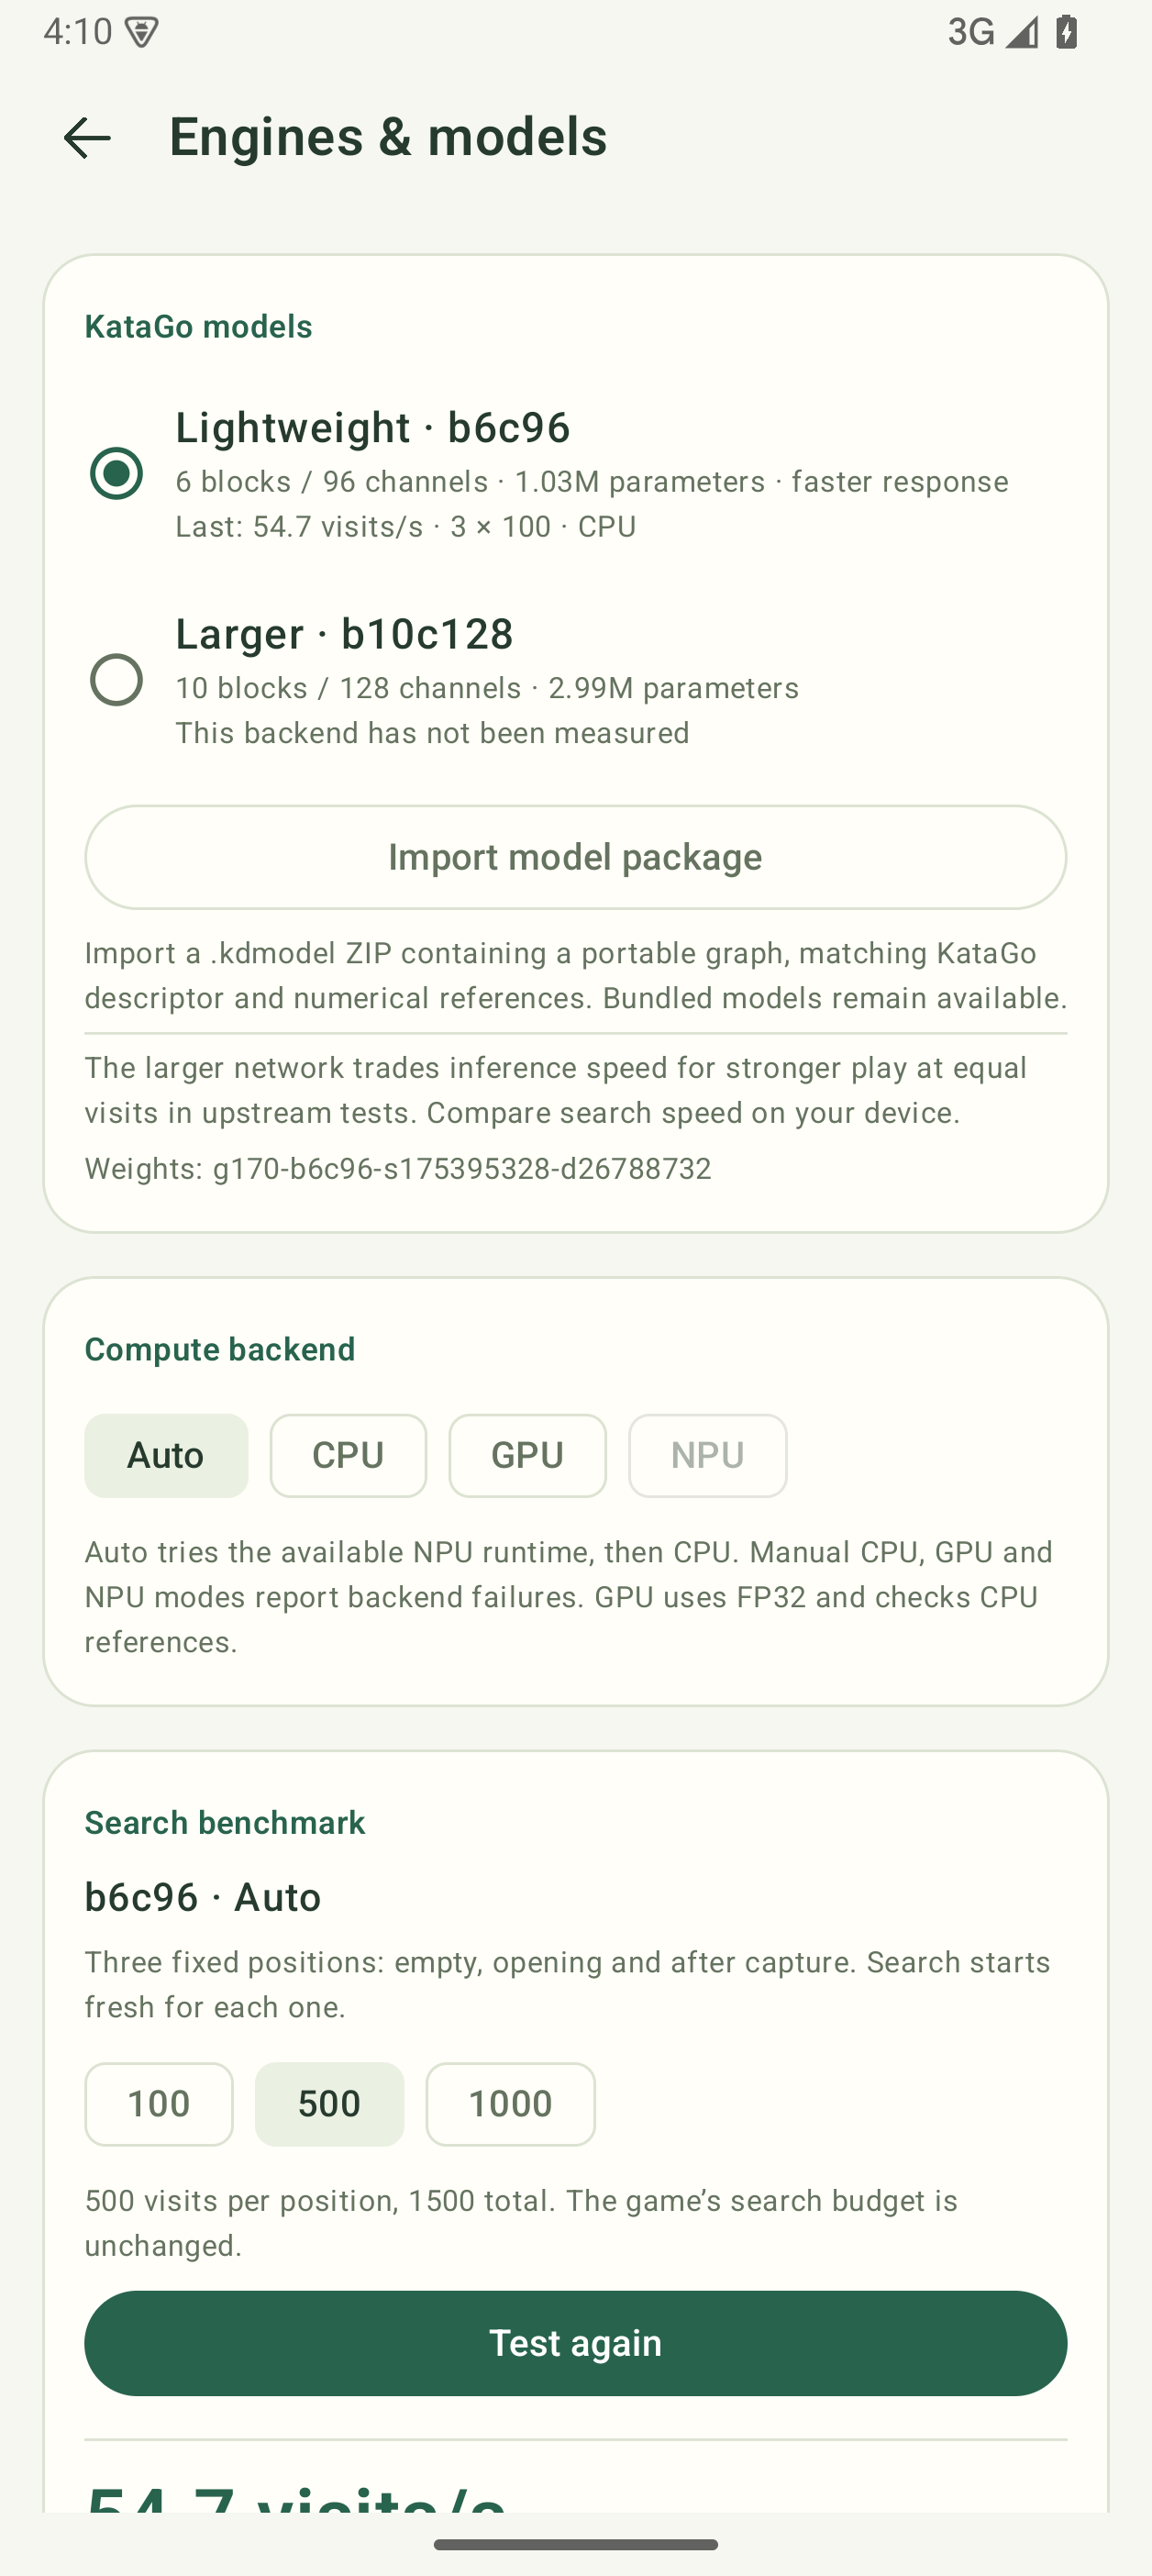 4:10
3G
Engines & models
KataGo models
Lightweight · b6c96
6 blocks / 96 channels · 1.03M parameters · faster response
Last: 54.7 visits/s · 3 × 100 · CPU
Larger · b10c128
10 blocks / 128 channels · 2.99M parameters
This backend has not been measured
Import model package
Import a .kdmodel ZIP containing a portable graph, matching KataGo
descriptor and numerical references. Bundled models remain available.
The larger network trades inference speed for stronger play at equal
visits in upstream tests. Compare search speed on your device.
Weights: g170-b6c96-s175395328-d26788732
Compute backend
Auto
CPU
GPU
NPU
Auto tries the available NPU runtime, then CPU. Manual CPU, GPU and
NPU modes report backend failures. GPU uses FP32 and checks CPU
references.
Search benchmark
b6c96 · Auto
Three fixed positions: empty, opening and after capture. Search starts
fresh for each one.
100
500
1000
500 visits per position, 1500 total. The game’s search budget is
unchanged.
Test again
54.7 visits/s